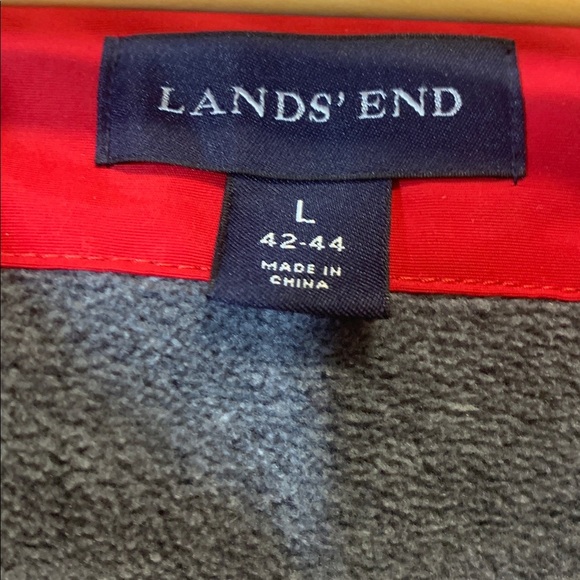 LANDS' END
L
42-44
MADE IN
CHINA